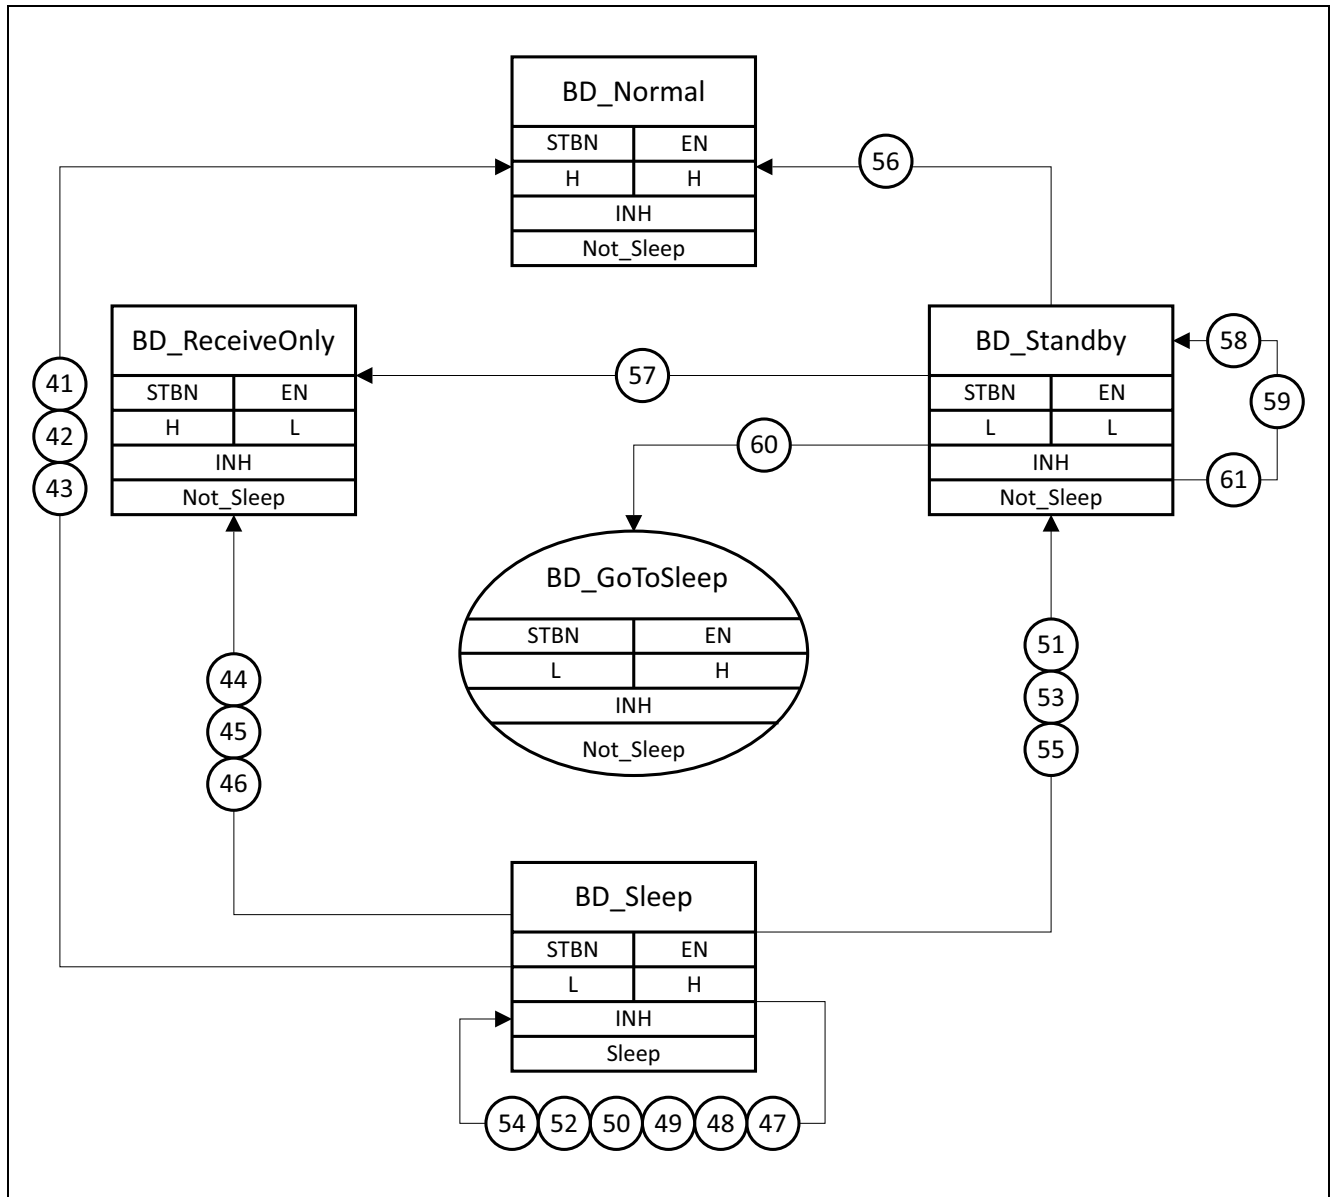 BD_Normal
STBN EN
H H
INH
Not_Sleep
56
BD_ReceiveOnly
STBN EN
H L
INH
Not_Sleep
41
42
43
57
60
BD_Standby
STBN EN
L L
INH
Not_Sleep
58
59
61
BD_GoToSleep
STBN EN
L H
INH
Not_Sleep
44
45
46
51
53
55
BD_Sleep
STBN EN
L H
INH
Sleep
54 52 50 49 48 47